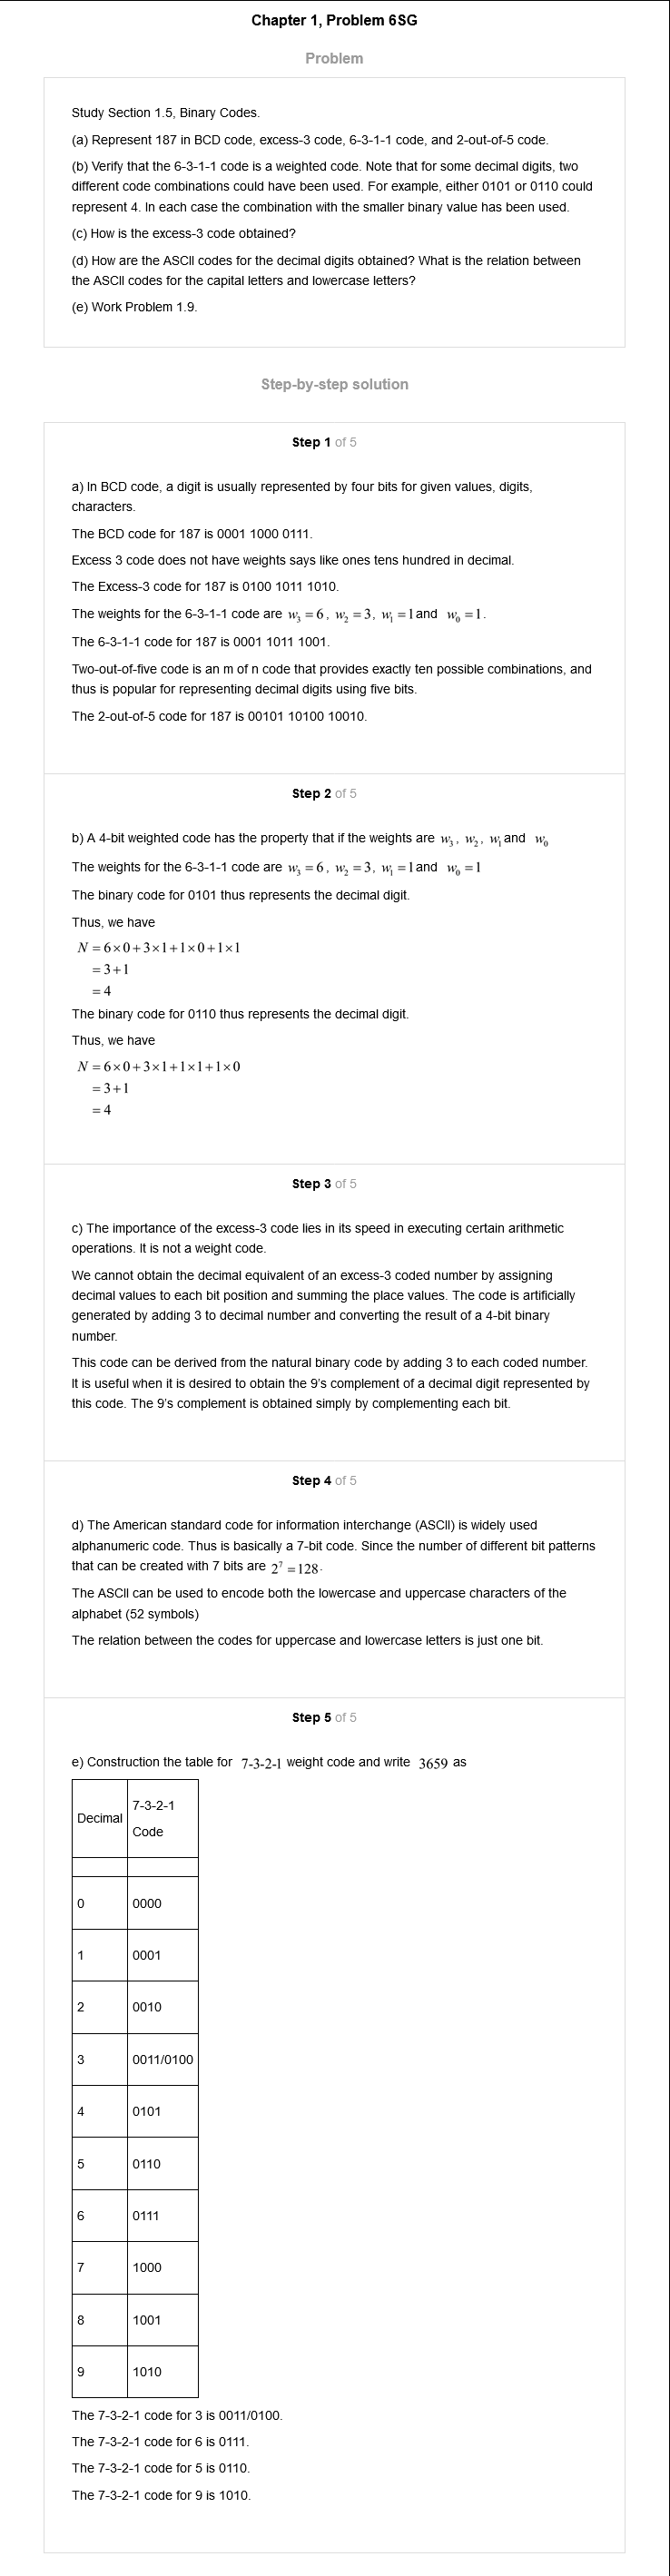 Chapter 1, Problem 6SG
Problem
Study Section 1.5, Binary Codes.
(a) Represent 187 in BCD code, excess-3 code, 6-3-1-1 code, and 2-out-of-5 code.
(b) Verify that the 6-3-1-1 code is a weighted code. Note that for some decimal digits, two
different code combinations could have been used. For example, either 0101 or 0110 could
represent 4. In each case the combination with the smaller binary value has been used.
(c) How is the excess-3 code obtained?
(d) How are the ASCII codes for the decimal digits obtained? What is the relation between
the ASCII codes for the capital letters and lowercase letters?
(e) Work Problem 1.9.
Step-by-step solution
Step 1 of 5
a) In BCD code, a digit is usually represented by four bits for given values, digits,
characters.
The BCD code for 187 is 0001 1000 0111.
Excess 3 code does not have weights says like ones tens hundred in decimal.
The Excess-3 code for 187 is 0100 1011 1010.
The weights for the 6-3-1-1 code are w₃ = 6, w₂ = 3, w₁ = 1 and w₀ = 1.
The 6-3-1-1 code for 187 is 0001 1011 1001.
Two-out-of-five code is an m of n code that provides exactly ten possible combinations, and
thus is popular for representing decimal digits using five bits.
The 2-out-of-5 code for 187 is 00101 10100 10010.
Step 2 of 5
b) A 4-bit weighted code has the property that if the weights are w₃, w₂, w₁ and w₀
The weights for the 6-3-1-1 code are w₃ = 6, w₂ = 3, w₁ = 1 and w₀ = 1
The binary code for 0101 thus represents the decimal digit.
Thus, we have
N = 6×0+3×1+1×0+1×1
= 3+1
= 4
The binary code for 0110 thus represents the decimal digit.
Thus, we have
N = 6×0+3×1+1×1+1×0
= 3+1
= 4
Step 3 of 5
c) The importance of the excess-3 code lies in its speed in executing certain arithmetic
operations. It is not a weight code.
We cannot obtain the decimal equivalent of an excess-3 coded number by assigning
decimal values to each bit position and summing the place values. The code is artificially
generated by adding 3 to decimal number and converting the result of a 4-bit binary
number.
This code can be derived from the natural binary code by adding 3 to each coded number.
It is useful when it is desired to obtain the 9's complement of a decimal digit represented by
this code. The 9's complement is obtained simply by complementing each bit.
Step 4 of 5
d) The American standard code for information interchange (ASCII) is widely used
alphanumeric code. Thus is basically a 7-bit code. Since the number of different bit patterns
that can be created with 7 bits are 2⁷ = 128.
The ASCII can be used to encode both the lowercase and uppercase characters of the
alphabet (52 symbols)
The relation between the codes for uppercase and lowercase letters is just one bit.
Step 5 of 5
e) Construction the table for 7-3-2-1 weight code and write 3659 as
Decimal 7-3-2-1
Code
0 0000
1 0001
2 0010
3 0011/0100
4 0101
5 0110
6 0111
7 1000
8 1001
9 1010
The 7-3-2-1 code for 3 is 0011/0100.
The 7-3-2-1 code for 6 is 0111.
The 7-3-2-1 code for 5 is 0110.
The 7-3-2-1 code for 9 is 1010.